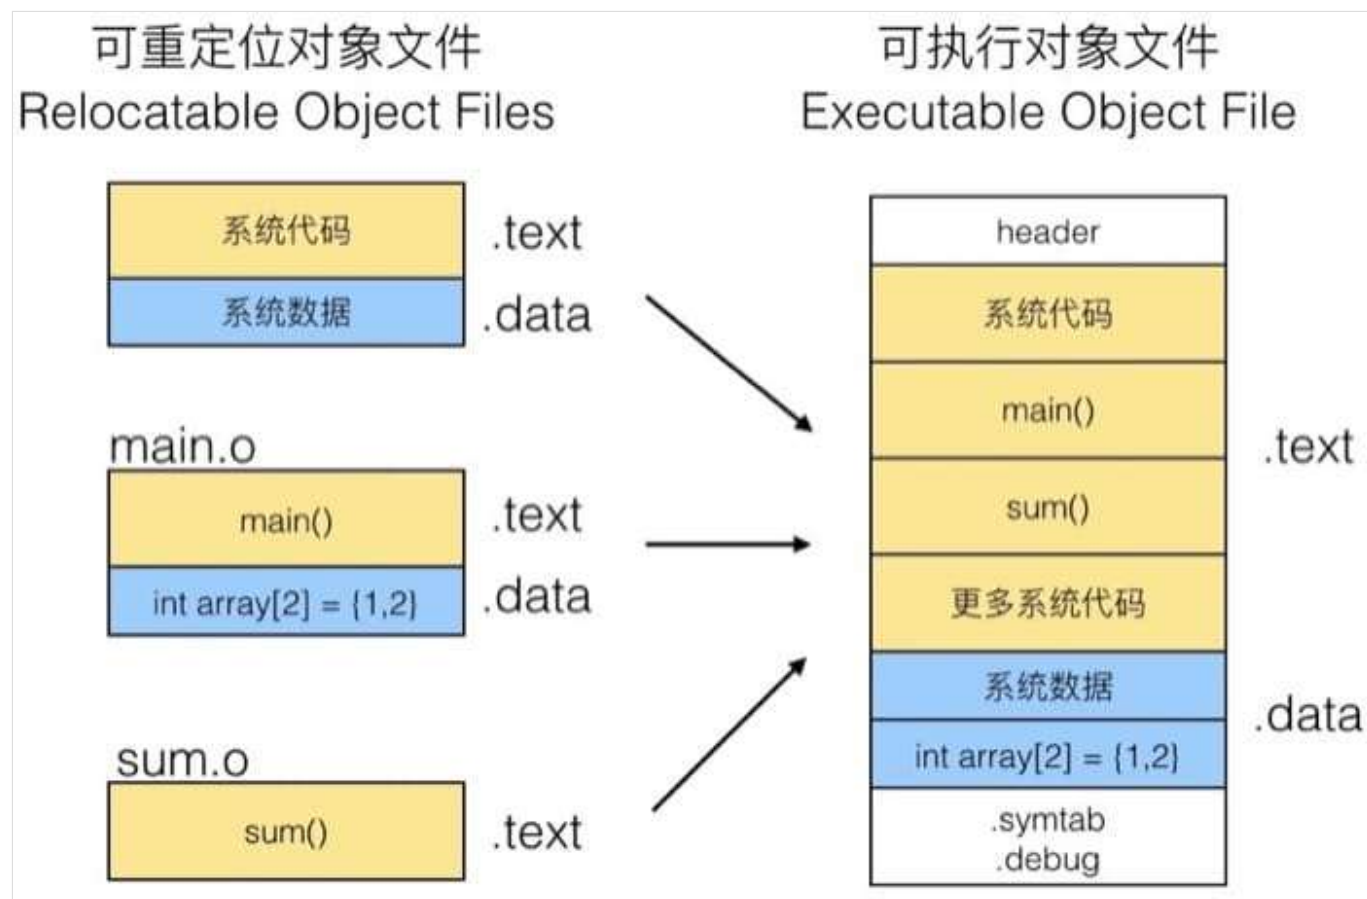 可重定位对象文件
Relocatable Object Files
系统代码
.text
系统数据
.data
main.o
main()
.text
int array[2] = {1,2}
.data
sum.o
sum()
.text
可执行对象文件
Executable Object File
header
系统代码
main()
.text
sum()
更多系统代码
系统数据
.data
int array[2] = {1,2}
.symtab
.debug